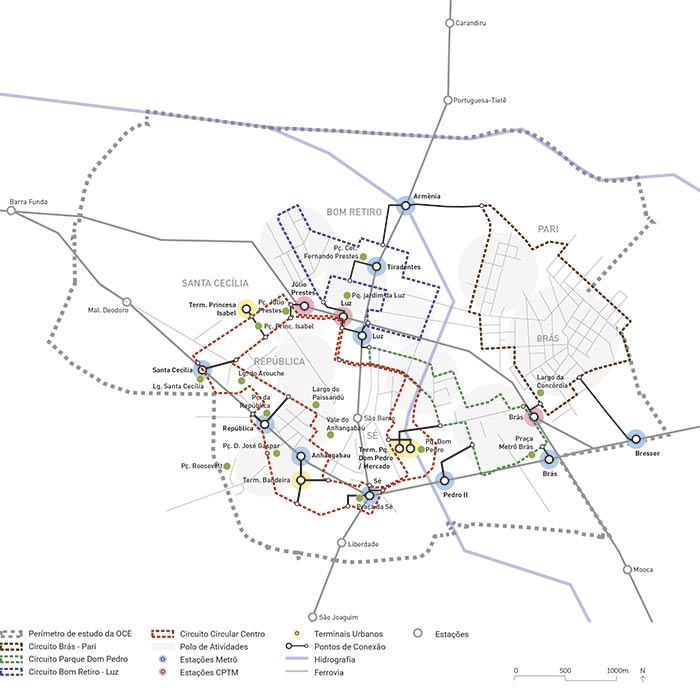 Carandiru
Portuguesa-Tietê
Armênia
Barra Funda
BOM RETIRO
PARI
Pç. Cel.
Fernando Prestes
Tiradentes
SANTA CECÍLIA
Júlio
Prestes
Pq. Jardim da Luz
Mal. Deodoro
Term. Princesa
Isabel
Pç. Júlio
Prestes
Luz
Pç. Princ. Isabel
Luz
BRÁS
REPÚBLICA
Santa Cecília
Lg. Santa Cecília
Lg. do Arouche
Largo da
Concórdia
Largo do
Paissandú
Pç. da
República
República
Vale do
Anhangabaú
São Bento
SÉ
Brás
Pç. D. José Gaspar
Term. Pq.
Dom Pedro
/ Mercado
Pq. Dom
Pedro
Praça
Metrô Brás
Bresser
Pç. Roosevelt
Anhangabaú
Brás
Term. Bandeira
Sé
Pedro II
Praça da Sé
Liberdade
Mooca
São Joaquim
Perímetro de estudo da OCE
Circuito Brás - Pari
Circuito Parque Dom Pedro
Circuito Bom Retiro - Luz
Circuito Circular Centro
Polo de Atividades
Estações Metrô
Estações CPTM
Terminais Urbanos
Pontos de Conexão
Hidrografia
Ferrovia
Estações
0 500 1000m N